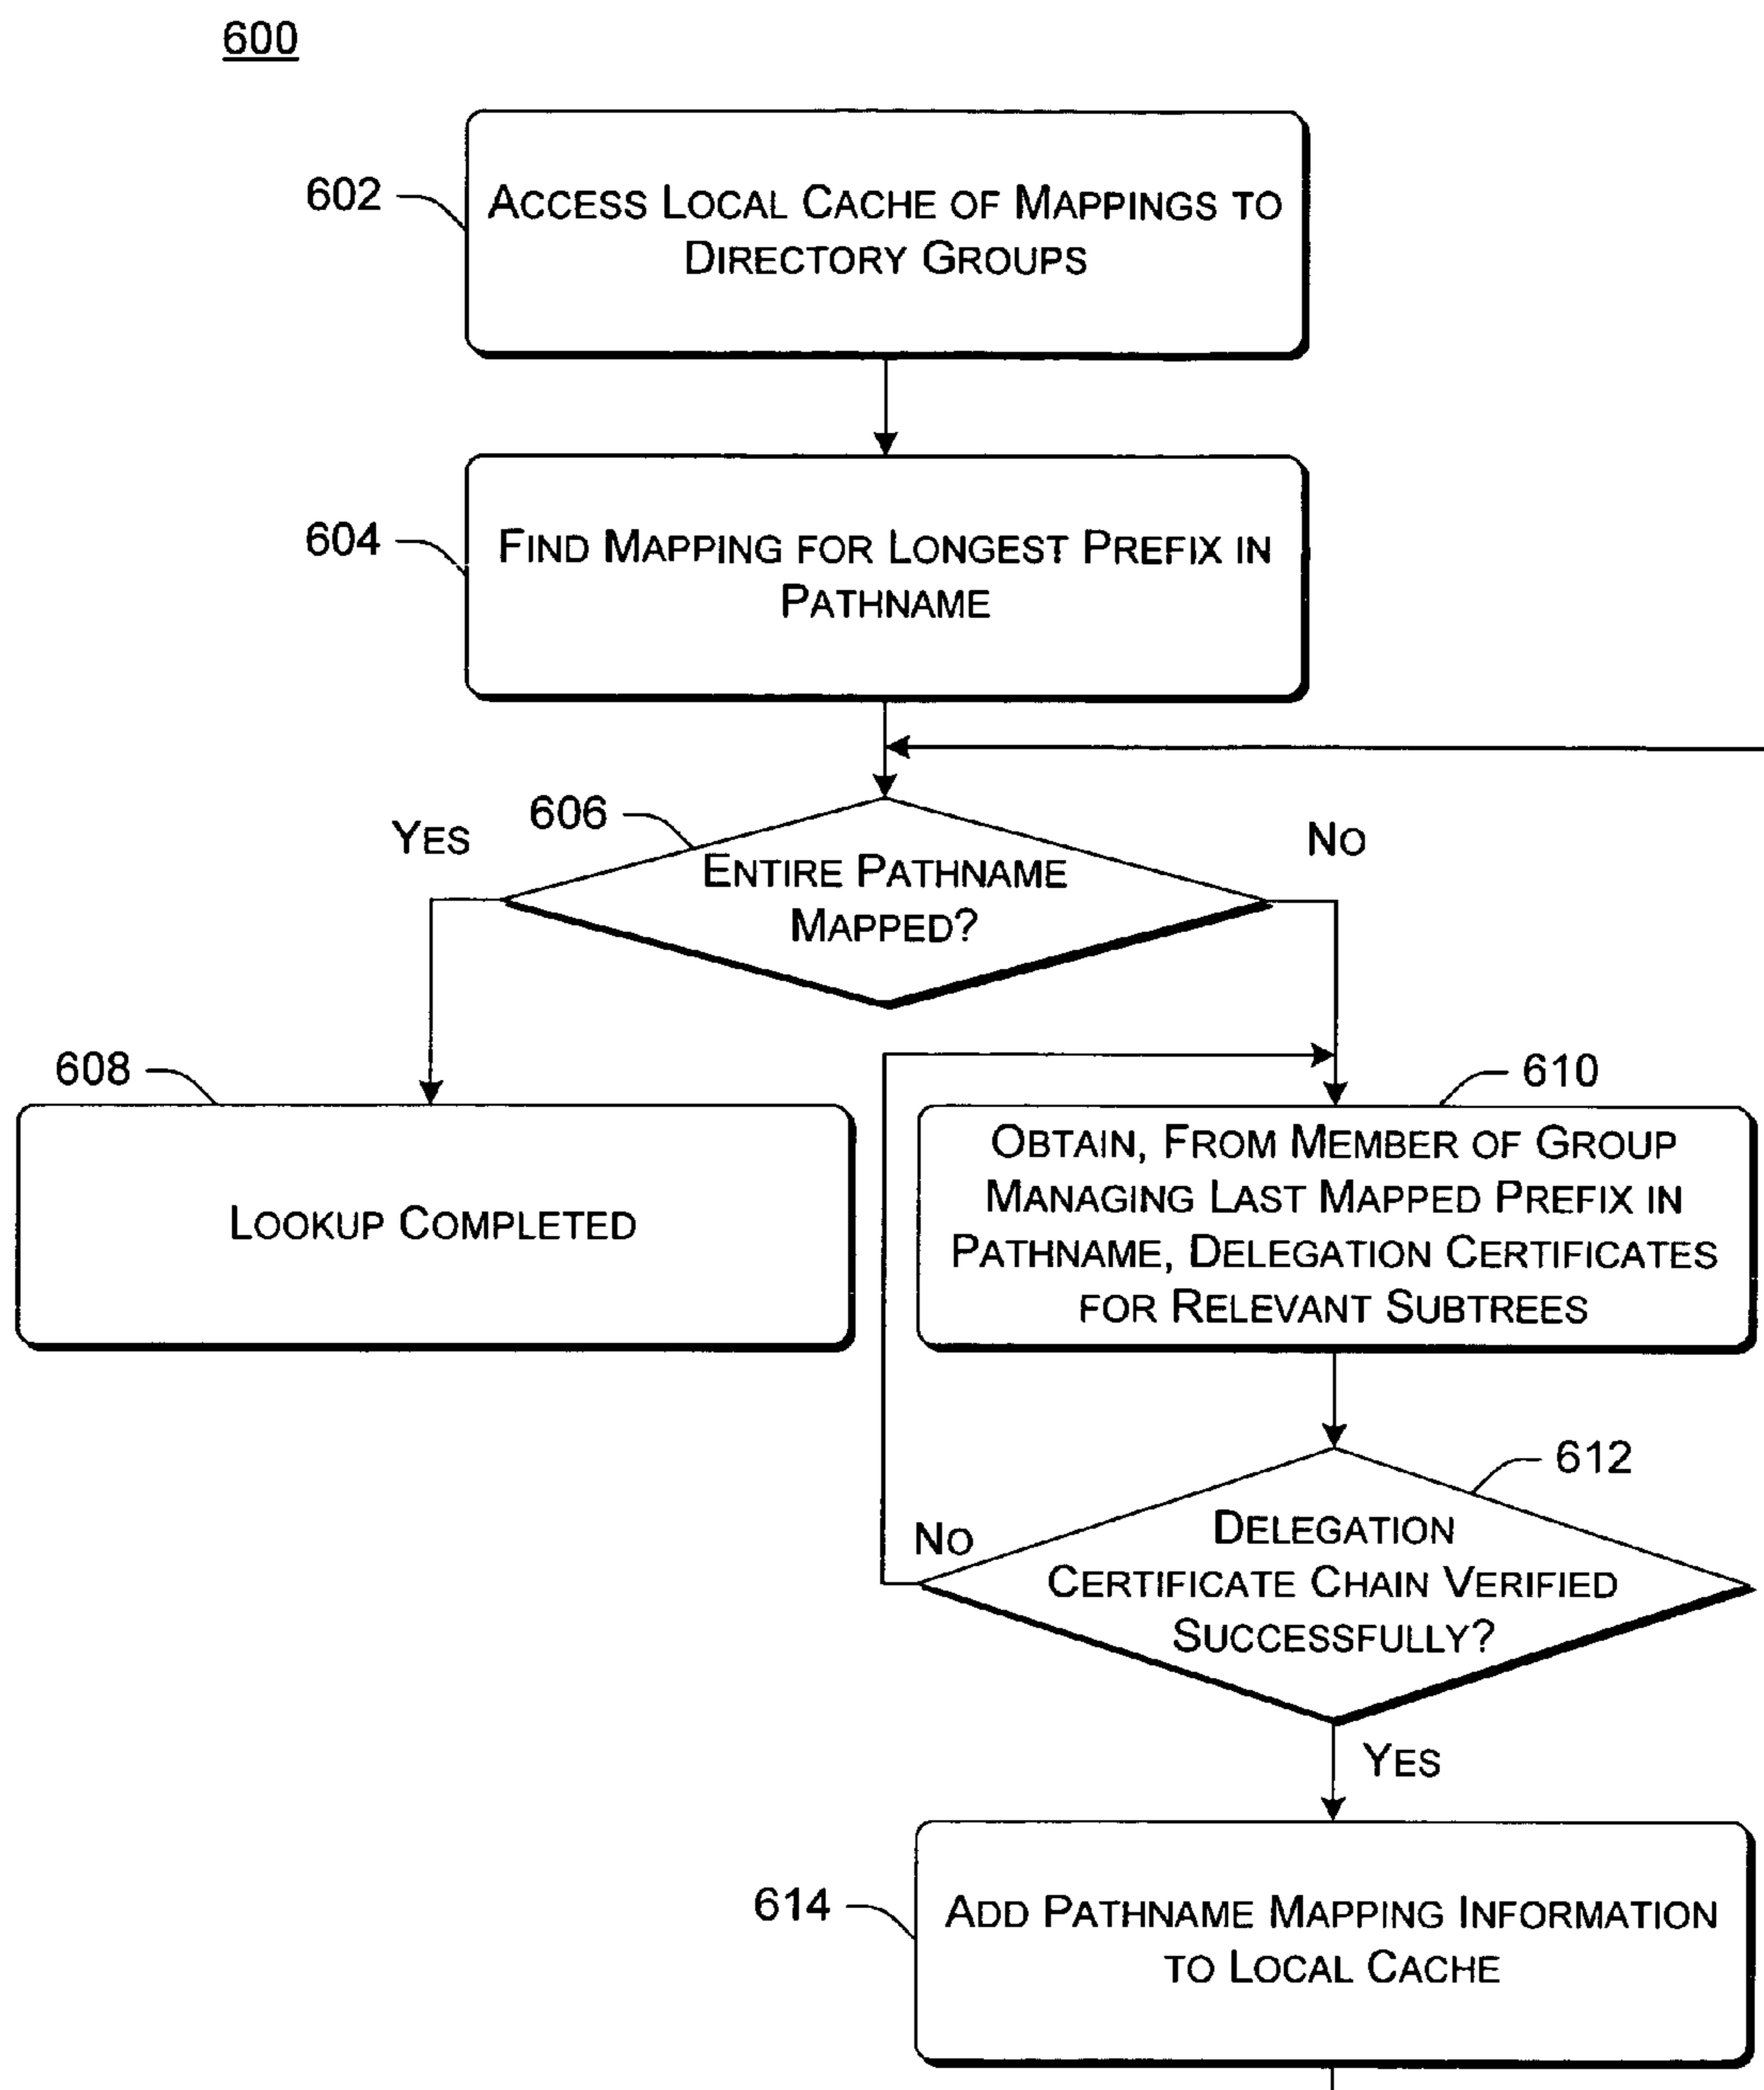 600
602
ACCESS LOCAL CACHE OF MAPPINGS TO
DIRECTORY GROUPS
604
FIND MAPPING FOR LONGEST PREFIX IN
PATHNAME
606
YES
NO
ENTIRE PATHNAME
MAPPED?
608
LOOKUP COMPLETED
610
OBTAIN, FROM MEMBER OF GROUP
MANAGING LAST MAPPED PREFIX IN
PATHNAME, DELEGATION CERTIFICATES
FOR RELEVANT SUBTREES
612
NO
DELEGATION
CERTIFICATE CHAIN VERIFIED
SUCCESSFULLY?
YES
614
ADD PATHNAME MAPPING INFORMATION
TO LOCAL CACHE